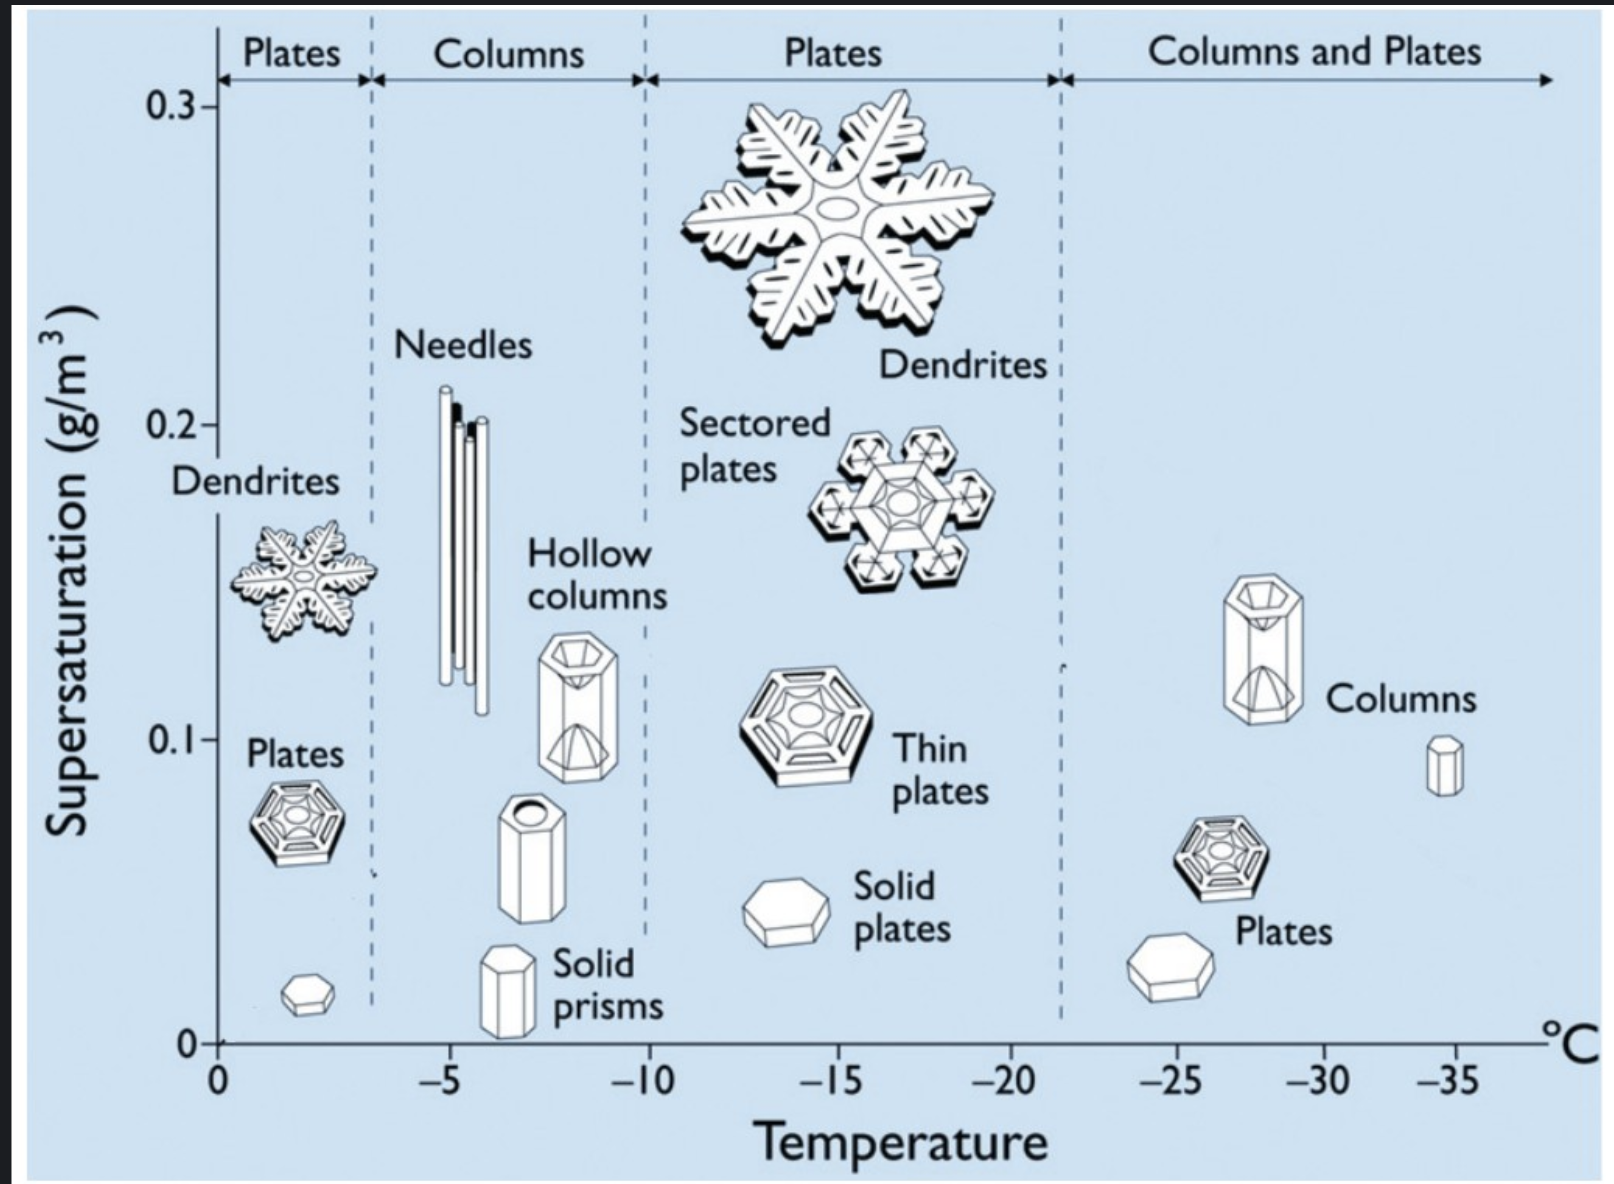 Plates
Columns
Plates
Columns and Plates
0.3
0.2
0.1
0
Supersaturation (g/m³)
Dendrites
Plates
Needles
Hollow
columns
Solid
prisms
Dendrites
Sectored
plates
Thin
plates
Solid
plates
Columns
Plates
0 –5 –10 –15 –20 –25 –30 –35 °C
Temperature